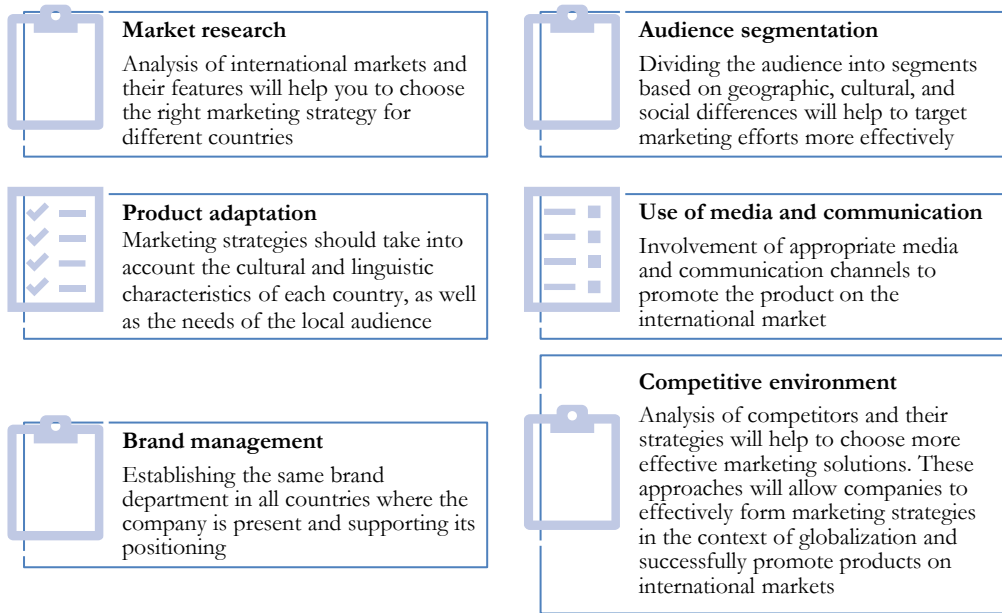 Market research
Analysis of international markets and
their features will help you to choose
the right marketing strategy for
different countries
Audience segmentation
Dividing the audience into segments
based on geographic, cultural, and
social differences will help to target
marketing efforts more effectively
Product adaptation
Marketing strategies should take into
account the cultural and linguistic
characteristics of each country, as well
as the needs of the local audience
Use of media and communication
Involvement of appropriate media
and communication channels to
promote the product on the
international market
Brand management
Establishing the same brand
department in all countries where the
company is present and supporting its
positioning
Competitive environment
Analysis of competitors and their
strategies will help to choose more
effective marketing solutions. These
approaches will allow companies to
effectively form marketing strategies
in the context of globalization and
successfully promote products on
international markets